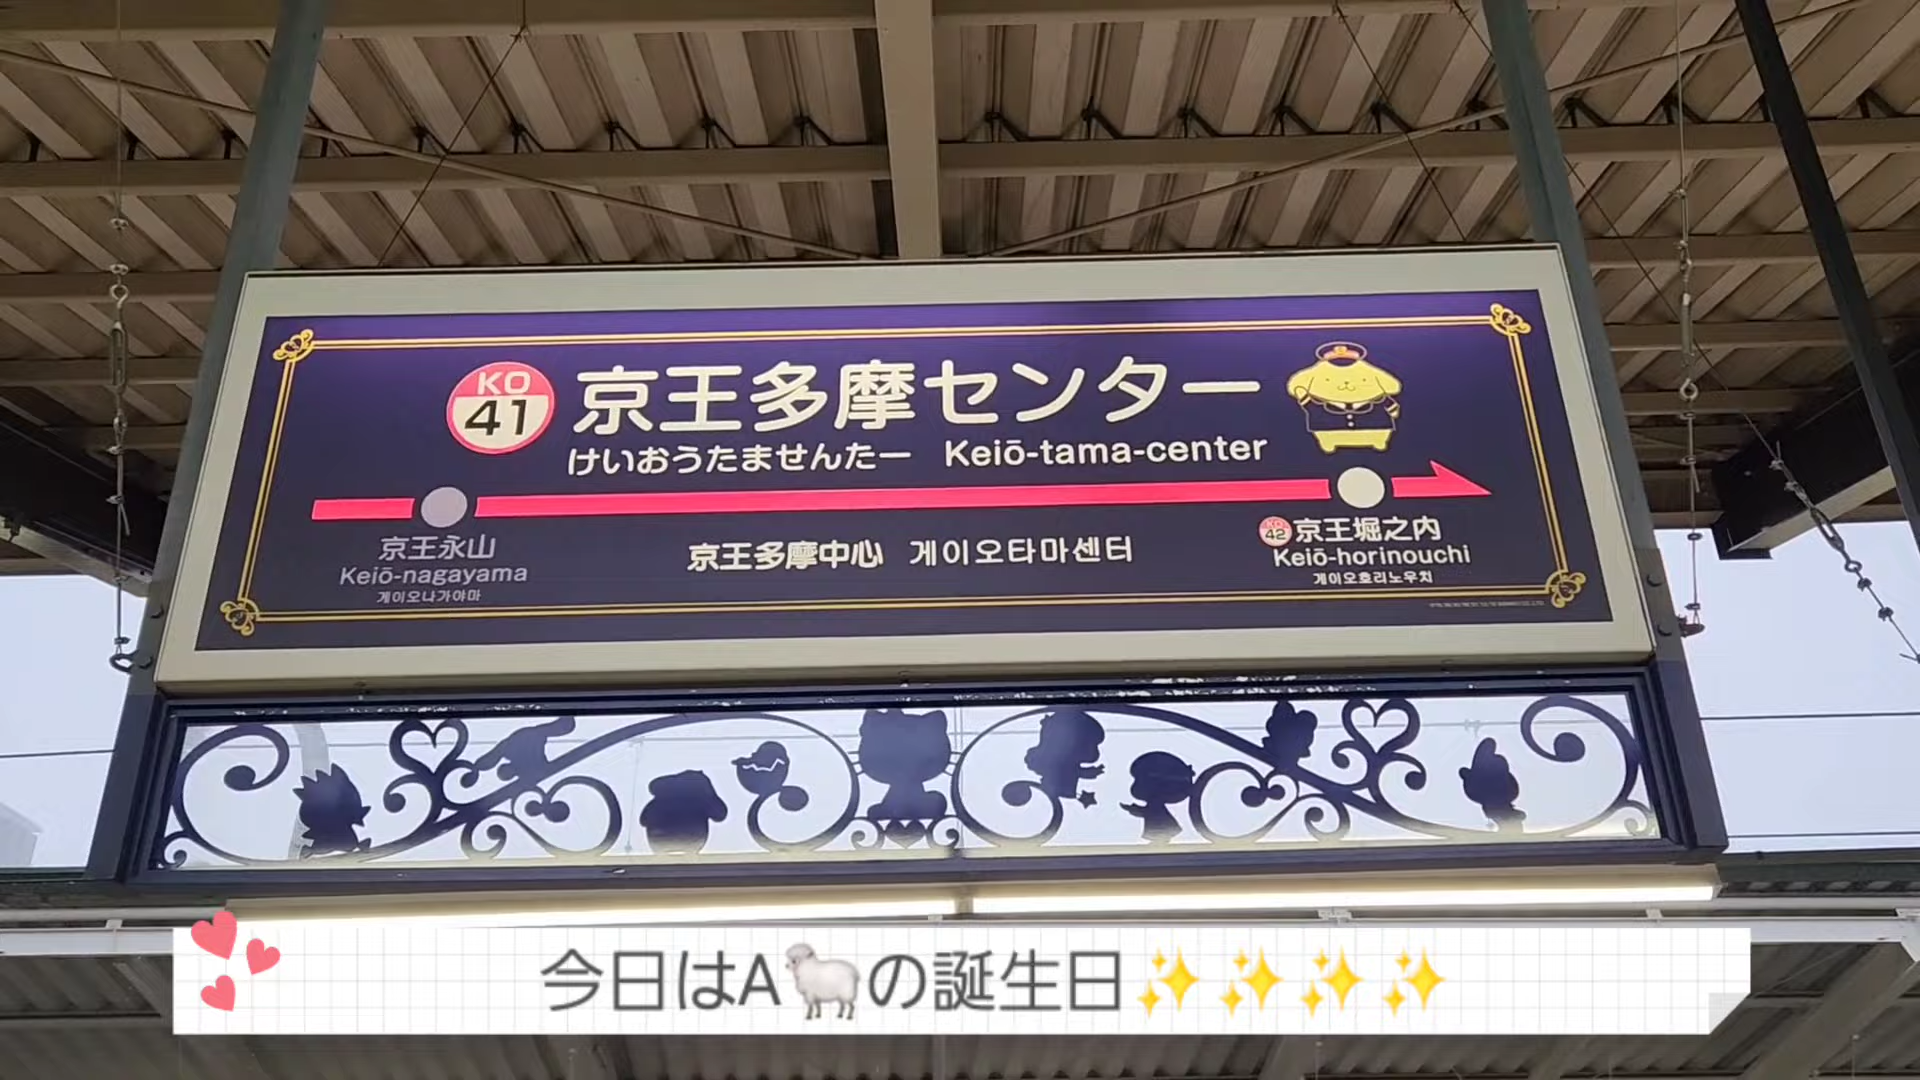 KO
41
京王多摩センター
けいおうたませんたー Keiō-tama-center
京王永山
Keiō-nagayama
게이오나가야마
京王多摩中心 게이오타마센터
KO
42
京王堀之内
Keiō-horinouchi
게이오호리노우치
今日はA🐑の誕生日✨✨✨✨